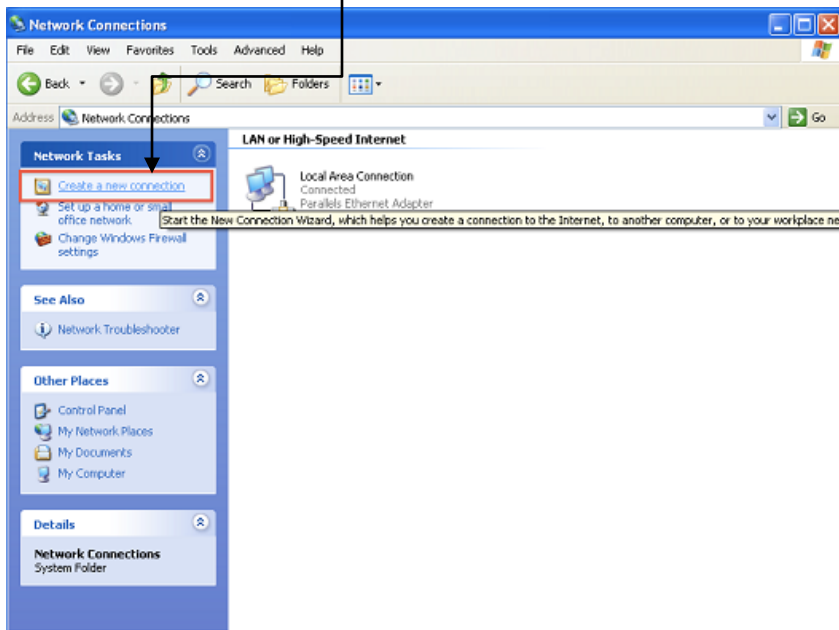 Network Connections
File Edit View Favorites Tools Advanced Help
Back Search Folders
Address Network Connections Go
Network Tasks
Create a new connection
Set up a home or small
office network
Change Windows Firewall
settings
See Also
Network Troubleshooter
Other Places
Control Panel
My Network Places
My Documents
My Computer
Details
Network Connections
System Folder
LAN or High-Speed Internet
Local Area Connection
Connected
Parallels Ethernet Adapter
Start the New Connection Wizard, which helps you create a connection to the Internet, to another computer, or to your workplace ne